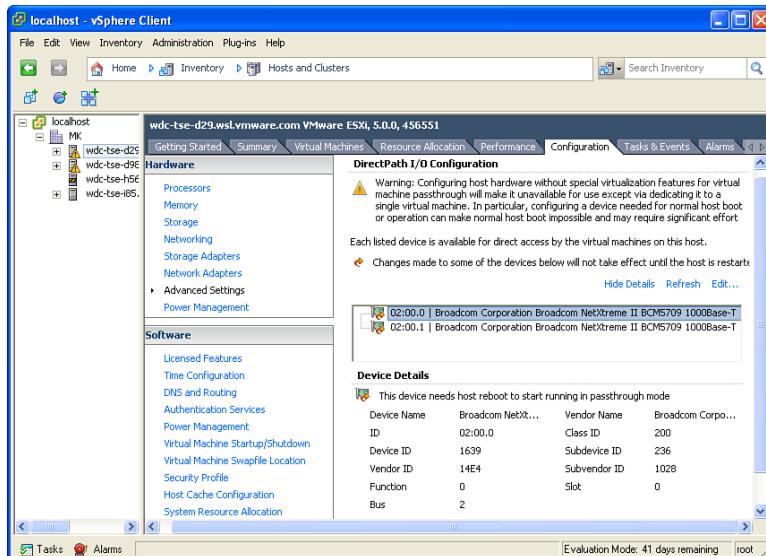 localhost - vSphere Client
File Edit View Inventory Administration Plug-ins Help
Home Inventory Hosts and Clusters Search Inventory
localhost
MK
wdc-tse-d29
wdc-tse-d98
wdc-tse-h56
wdc-tse-i85.
wdc-tse-d29.wsl.vmware.com VMware ESXi, 5.0.0, 456551
Getting Started Summary Virtual Machines Resource Allocation Performance Configuration Tasks & Events Alarms
Hardware
Processors
Memory
Storage
Networking
Storage Adapters
Network Adapters
Advanced Settings
Power Management
Software
Licensed Features
Time Configuration
DNS and Routing
Authentication Services
Power Management
Virtual Machine Startup/Shutdown
Virtual Machine Swapfile Location
Security Profile
Host Cache Configuration
System Resource Allocation
DirectPath I/O Configuration
Warning: Configuring host hardware without special virtualization features for virtual
machine passthrough will make it unavailable for use except via dedicating it to a
single virtual machine. In particular, configuring a device needed for normal host boot
or operation can make normal host boot impossible and may require significant effort
Each listed device is available for direct access by the virtual machines on this host.
Changes made to some of the devices below will not take effect until the host is restarte
Hide Details Refresh Edit...
02:00.0 | Broadcom Corporation Broadcom NetXtreme II BCM5709 1000Base-T
02:00.1 | Broadcom Corporation Broadcom NetXtreme II BCM5709 1000Base-T
Device Details
This device needs host reboot to start running in passthrough mode
Device Name Broadcom NetXt... Vendor Name Broadcom Corpo...
ID 02:00.0 Class ID 200
Device ID 1639 Subdevice ID 236
Vendor ID 14E4 Subvendor ID 1028
Function 0 Slot 0
Bus 2
Tasks Alarms Evaluation Mode: 41 days remaining root